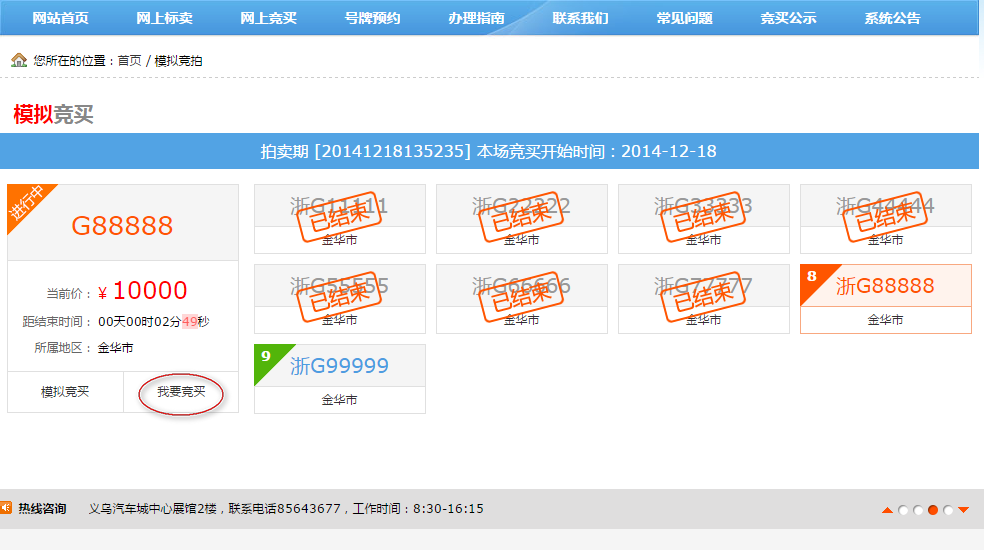 网站首页 网上标卖 网上竞买 号牌预约 办理指南 联系我们 常见问题 竞买公示 系统公告
您所在的位置：首页 / 模拟竞拍
模拟竞买
拍卖期 [20141218135235] 本场竞买开始时间：2014-12-18
进行中
G88888
当前价： ¥ 10000
距结束时间： 00天00时02分49秒
所属地区： 金华市
模拟竞买 我要竞买
浙G11111
已结束
金华市
浙G22222
已结束
金华市
浙G33333
已结束
金华市
浙G44444
已结束
金华市
浙G55555
已结束
金华市
浙G66666
已结束
金华市
浙G77777
已结束
金华市
8
浙G88888
金华市
9
浙G99999
金华市
热线咨询 义乌汽车城中心展馆2楼，联系电话85643677，工作时间：8:30-16:15